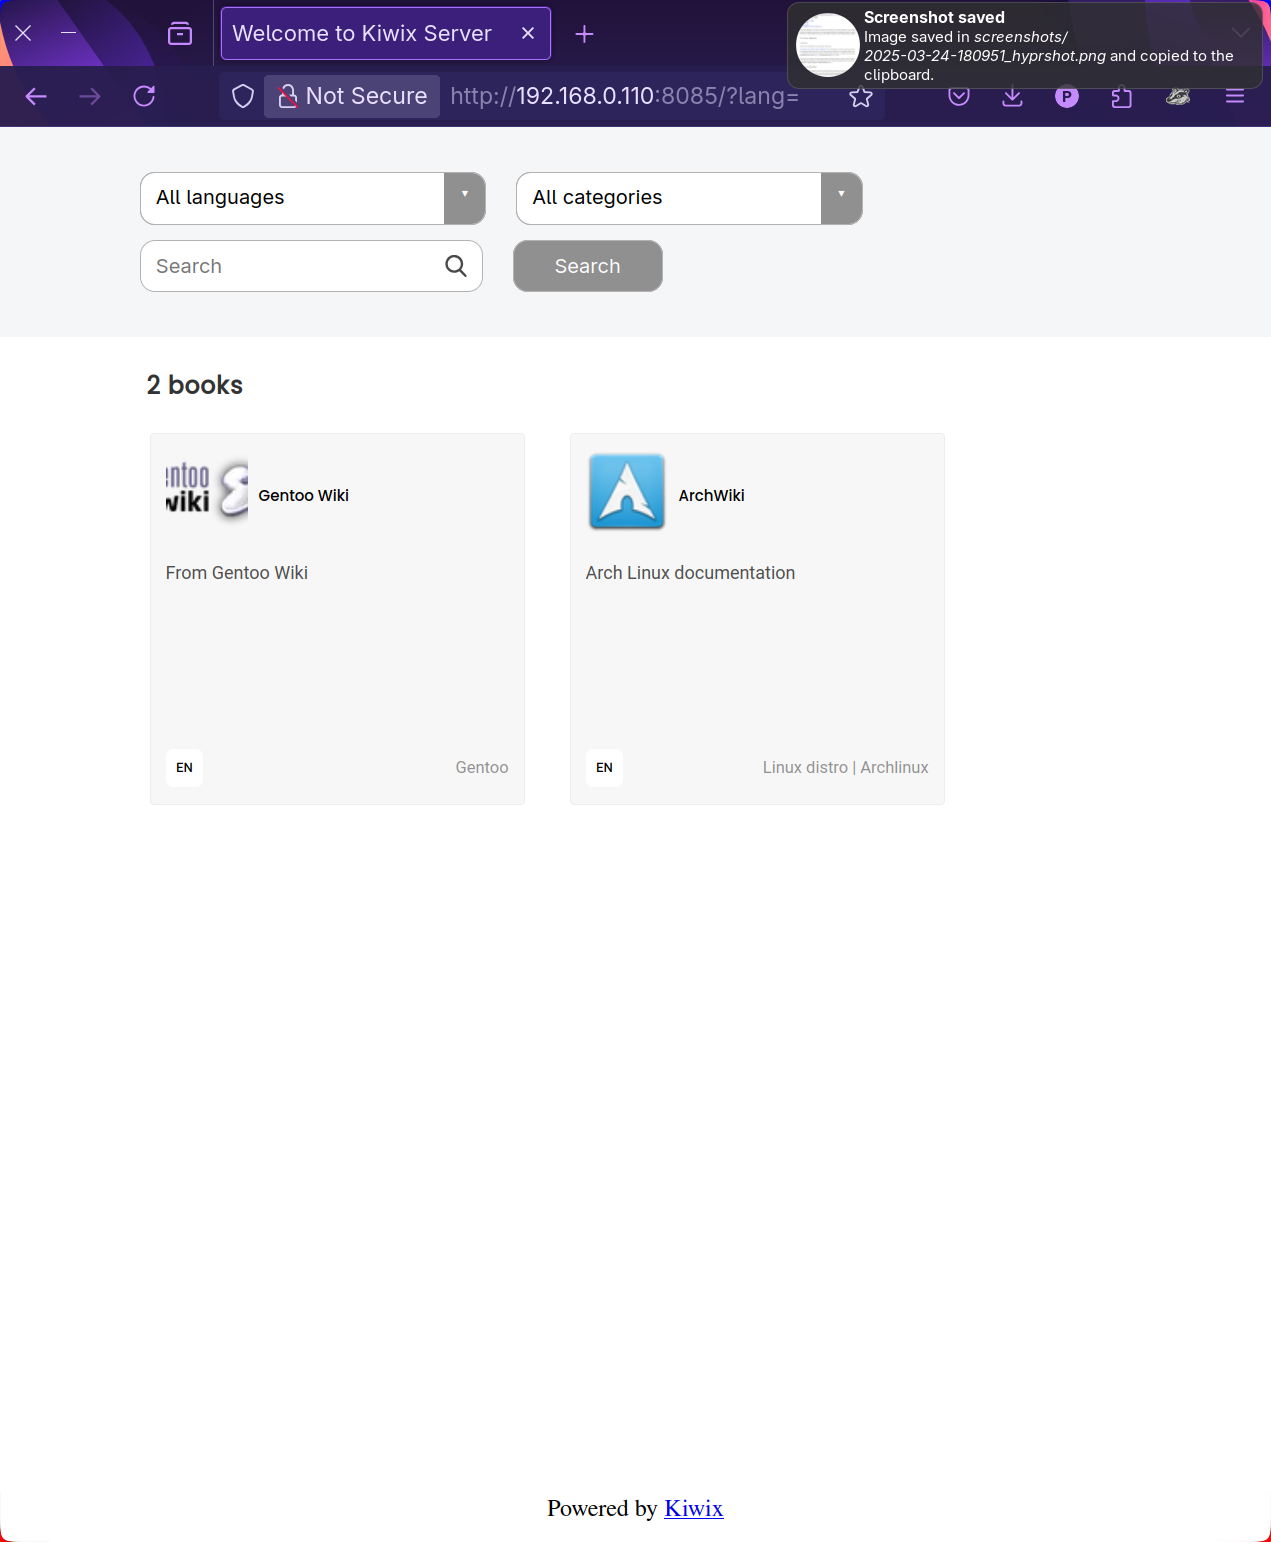 Welcome to Kiwix Server
Screenshot saved
Image saved in screenshots/
2025-03-24-180951_hyprshot.png and copied to the
clipboard.
Not Secure
http://192.168.0.110:8085/?lang=
P
All languages
All categories
Search
Search
2 books
ntoo
wiki
Gentoo Wiki
ArchWiki
From Gentoo Wiki
Arch Linux documentation
EN
Gentoo
EN
Linux distro | Archlinux
Powered by Kiwix